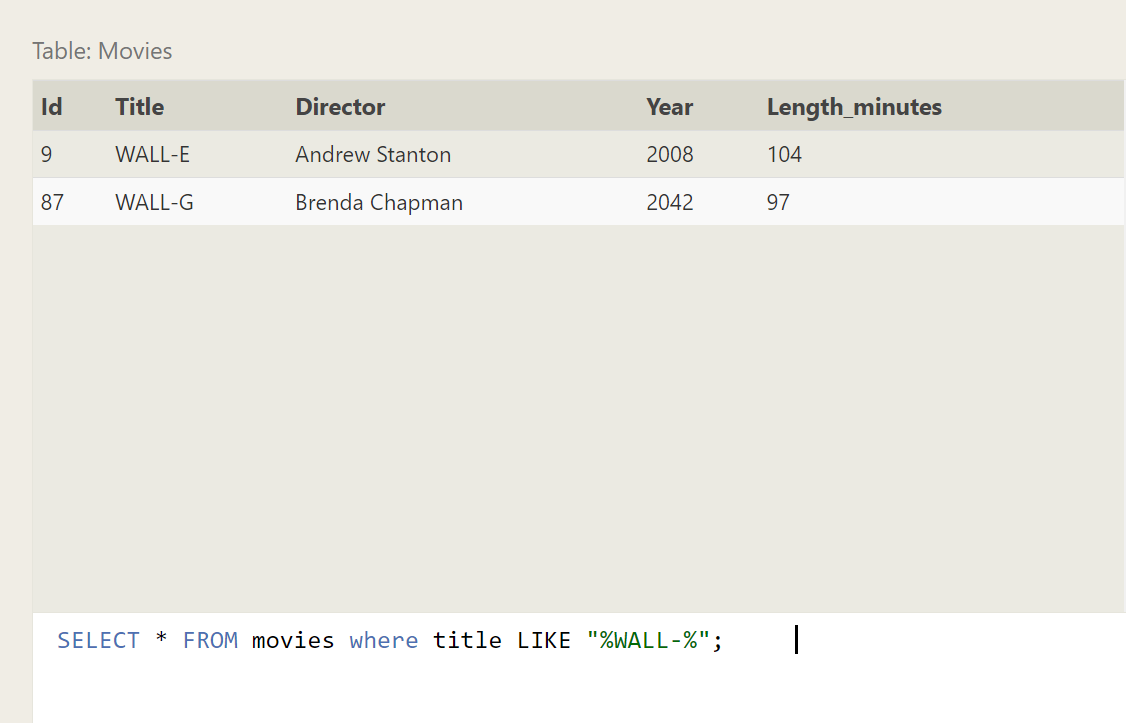 Table: Movies
Id Title Director Year Length_minutes
9 WALL-E Andrew Stanton 2008 104
87 WALL-G Brenda Chapman 2042 97
SELECT * FROM movies where title LIKE "%WALL-%";